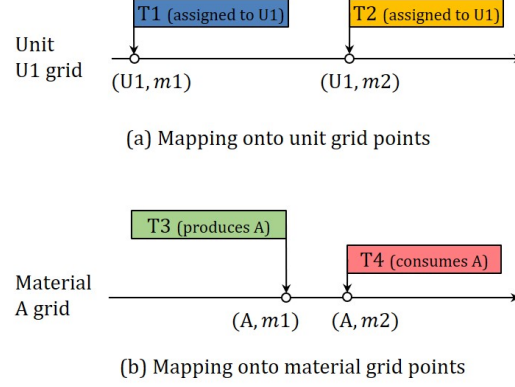 T1 (assigned to U1) T2 (assigned to U1)
Unit
U1 grid
(U1, m1) (U1, m2)
(a) Mapping onto unit grid points
T3 (produces A)
T4 (consumes A)
Material
A grid
(A, m1) (A, m2)
(b) Mapping onto material grid points